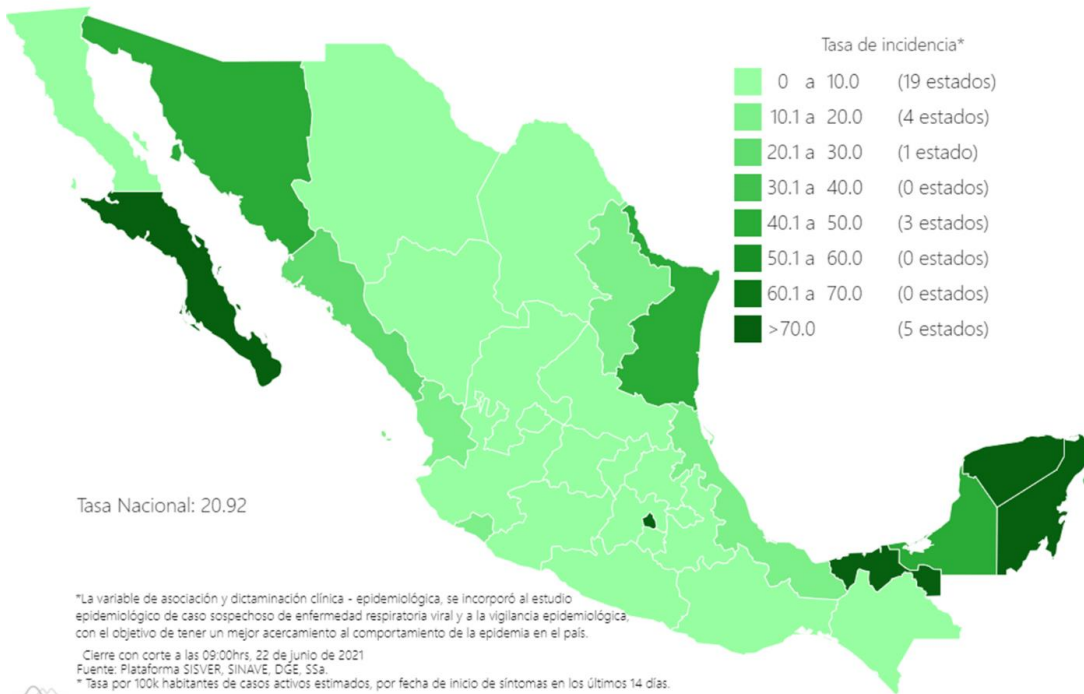 Tasa de incidencia*
0 a 10.0 (19 estados)
10.1 a 20.0 (4 estados)
20.1 a 30.0 (1 estado)
30.1 a 40.0 (0 estados)
40.1 a 50.0 (3 estados)
50.1 a 60.0 (0 estados)
60.1 a 70.0 (0 estados)
>70.0 (5 estados)
Tasa Nacional: 20.92
*La variable de asociación y dictaminación clínica - epidemiológica, se incorporó al estudio
epidemiológico de caso sospechoso de enfermedad respiratoria viral y a la vigilancia epidemiológica,
con el objetivo de tener un mejor acercamiento al comportamiento de la epidemia en el país.
Cierre con corte a las 09:00hrs, 22 de junio de 2021
Fuente: Plataforma SISVER, SINAVE, DGE, SSa.
* Tasa por 100k habitantes de casos activos estimados, por fecha de inicio de síntomas en los últimos 14 días.